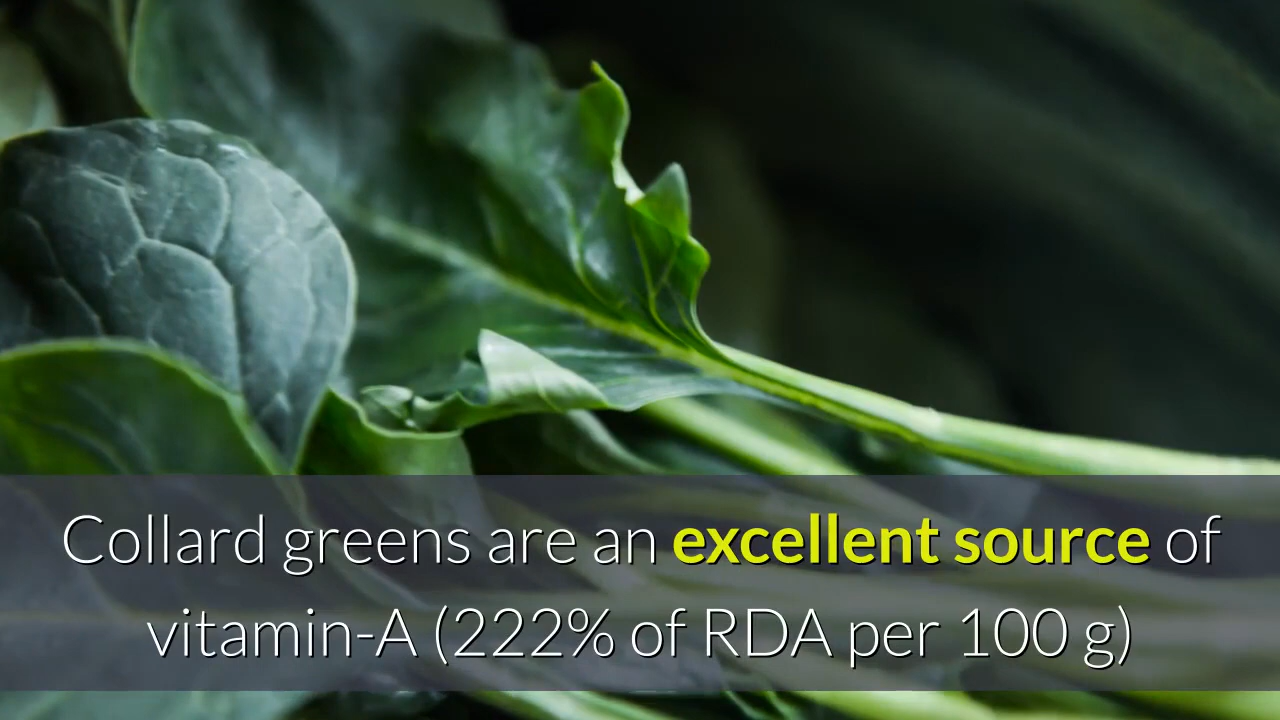 Collard greens are an excellent source of
vitamin-A (222% of RDA per 100 g)